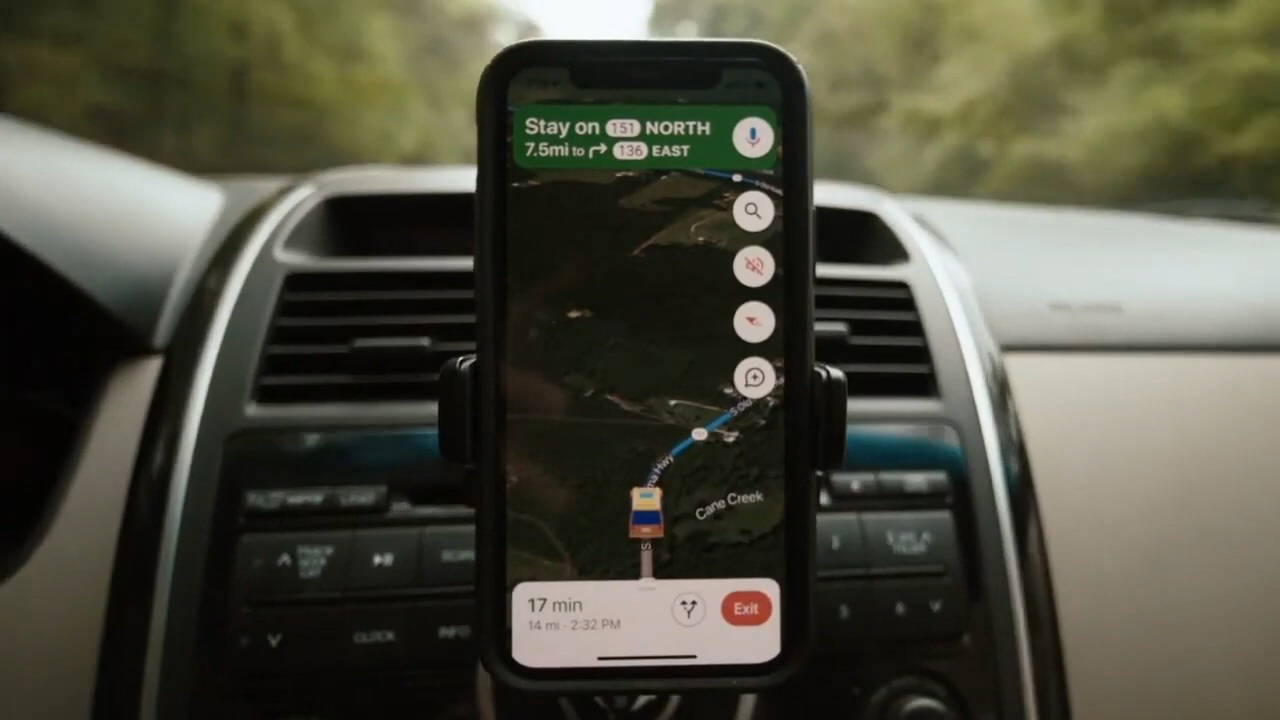 Stay on 151 NORTH
7.5mi to 136 EAST
Cane Creek
17 min
14 mi · 2:32 PM
Exit
CLOCK
INFO